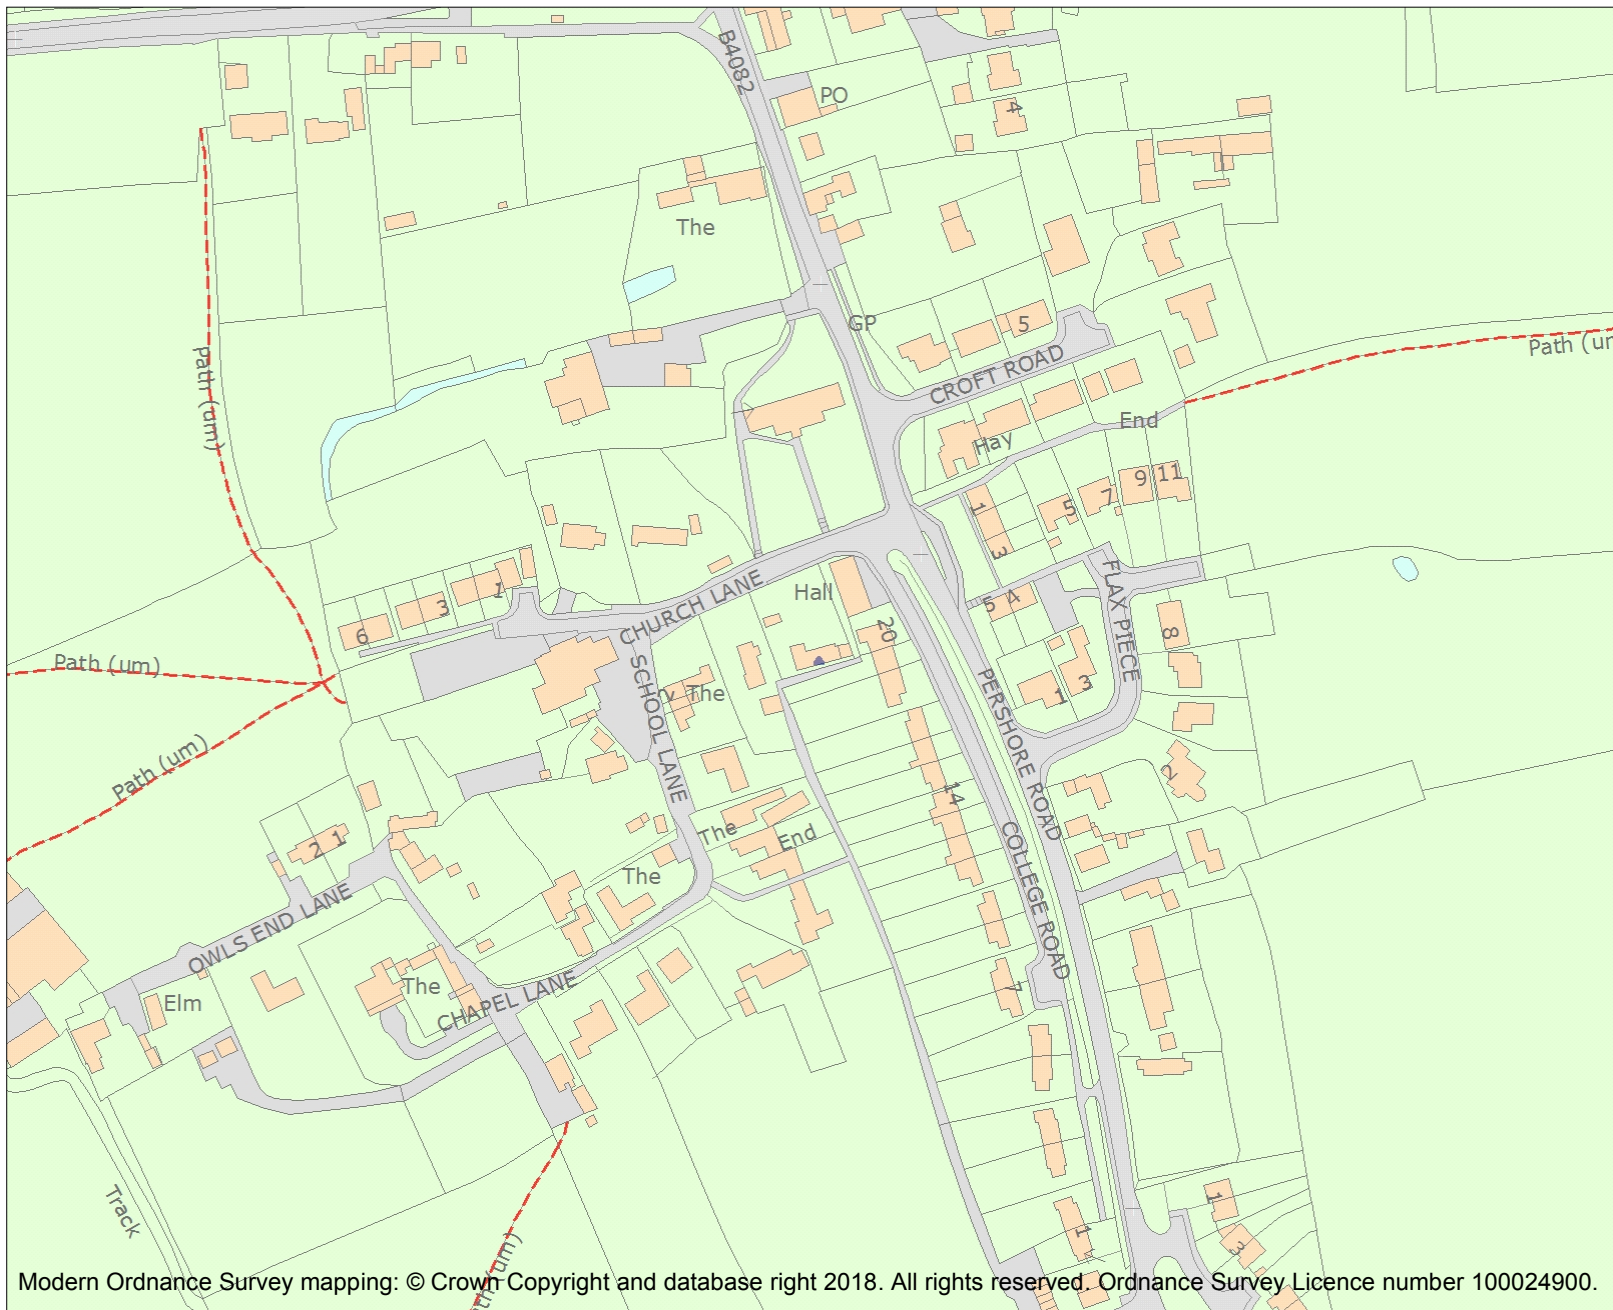 B4082
PO
4
The
GP
5
CROFT ROAD
Path (um)
Path (un
End
Hay
9
11
7
5
1
3
FLAX PIECE
Hall
CHURCH LANE
1
3
6
20
5
4
8
Path (um)
SCHOOL LANE
ry The
PERSHORE ROAD
1
3
2
Path (um)
14
The
End
2
1
The
COLLEGE ROAD
OWLS END LANE
The
Elm
CHAPEL LANE
7
Track
1
1
3
th (um)
Modern Ordnance Survey mapping: © Crown Copyright and database right 2018. All rights reserved. Ordnance Survey Licence number 100024900.